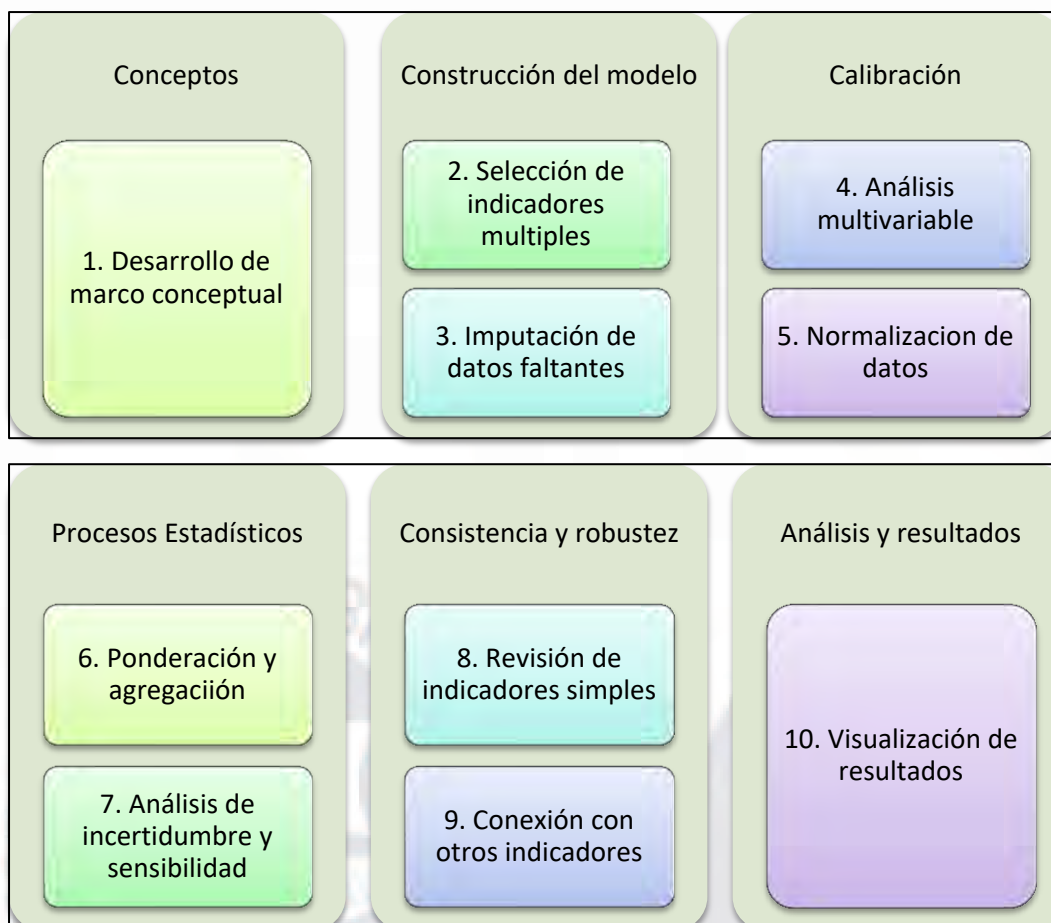 Conceptos
1. Desarrollo de
marco conceptual
Construcción del modelo
2. Selección de
indicadores
multiples
3. Imputación de
datos faltantes
Calibración
4. Análisis
multivariable
5. Normalizacion de
datos
Procesos Estadísticos
6. Ponderación y
agregaciión
7. Análisis de
incertidumbre y
sensibilidad
Consistencia y robustez
8. Revisión de
indicadores simples
9. Conexión con
otros indicadores
Análisis y resultados
10. Visualización de
resultados